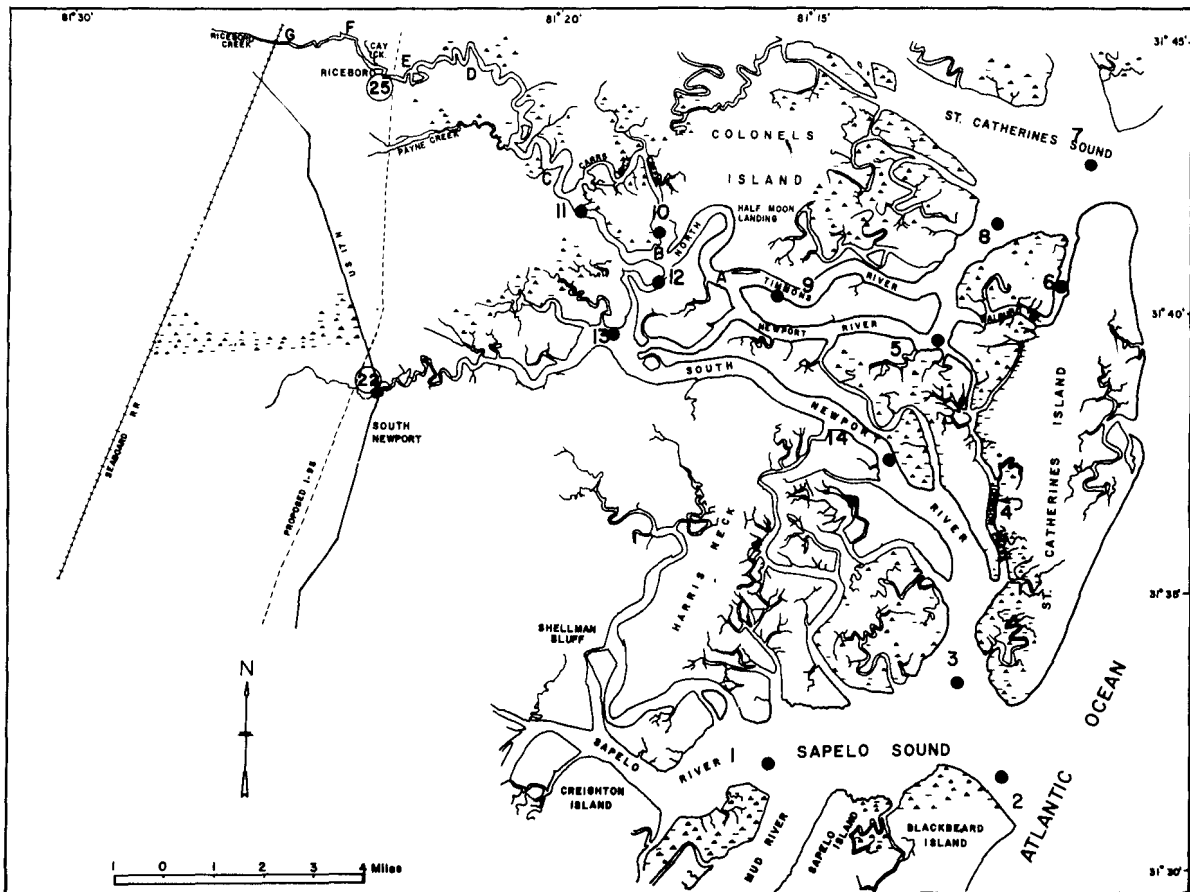 81° 30'
81° 20'
81° 15'
31° 45'
RICEBORO
CREEK
G
F
CAY
CK.
E
D
RICEBORO
25
PAYNE CREEK
C
CARRS
NECK
CREEK
COLONELS
ISLAND
ST. CATHERINES SOUND
7
11
10
B
12
NORTH
HALF MOON
LANDING
8
A
TIMMONS
9
RIVER
6
WALBURG
U S 17 N
13
NEWPORT
RIVER
5
31° 40'
22
SOUTH
NEWPORT
SOUTH
NEWPORT
RIVER
14
4
ST. CATHERINES ISLAND
SEABOARD RR
PROPOSED I-95
HARRIS NECK
31° 35'
SHELLMAN
BLUFF
N
3
SAPELO
RIVER
1
SAPELO SOUND
2
CREIGHTON
ISLAND
MUD RIVER
SAPELO
ISLAND
BLACKBEARD
ISLAND
ATLANTIC
OCEAN
1 0 2 3 4 Miles
31° 30'